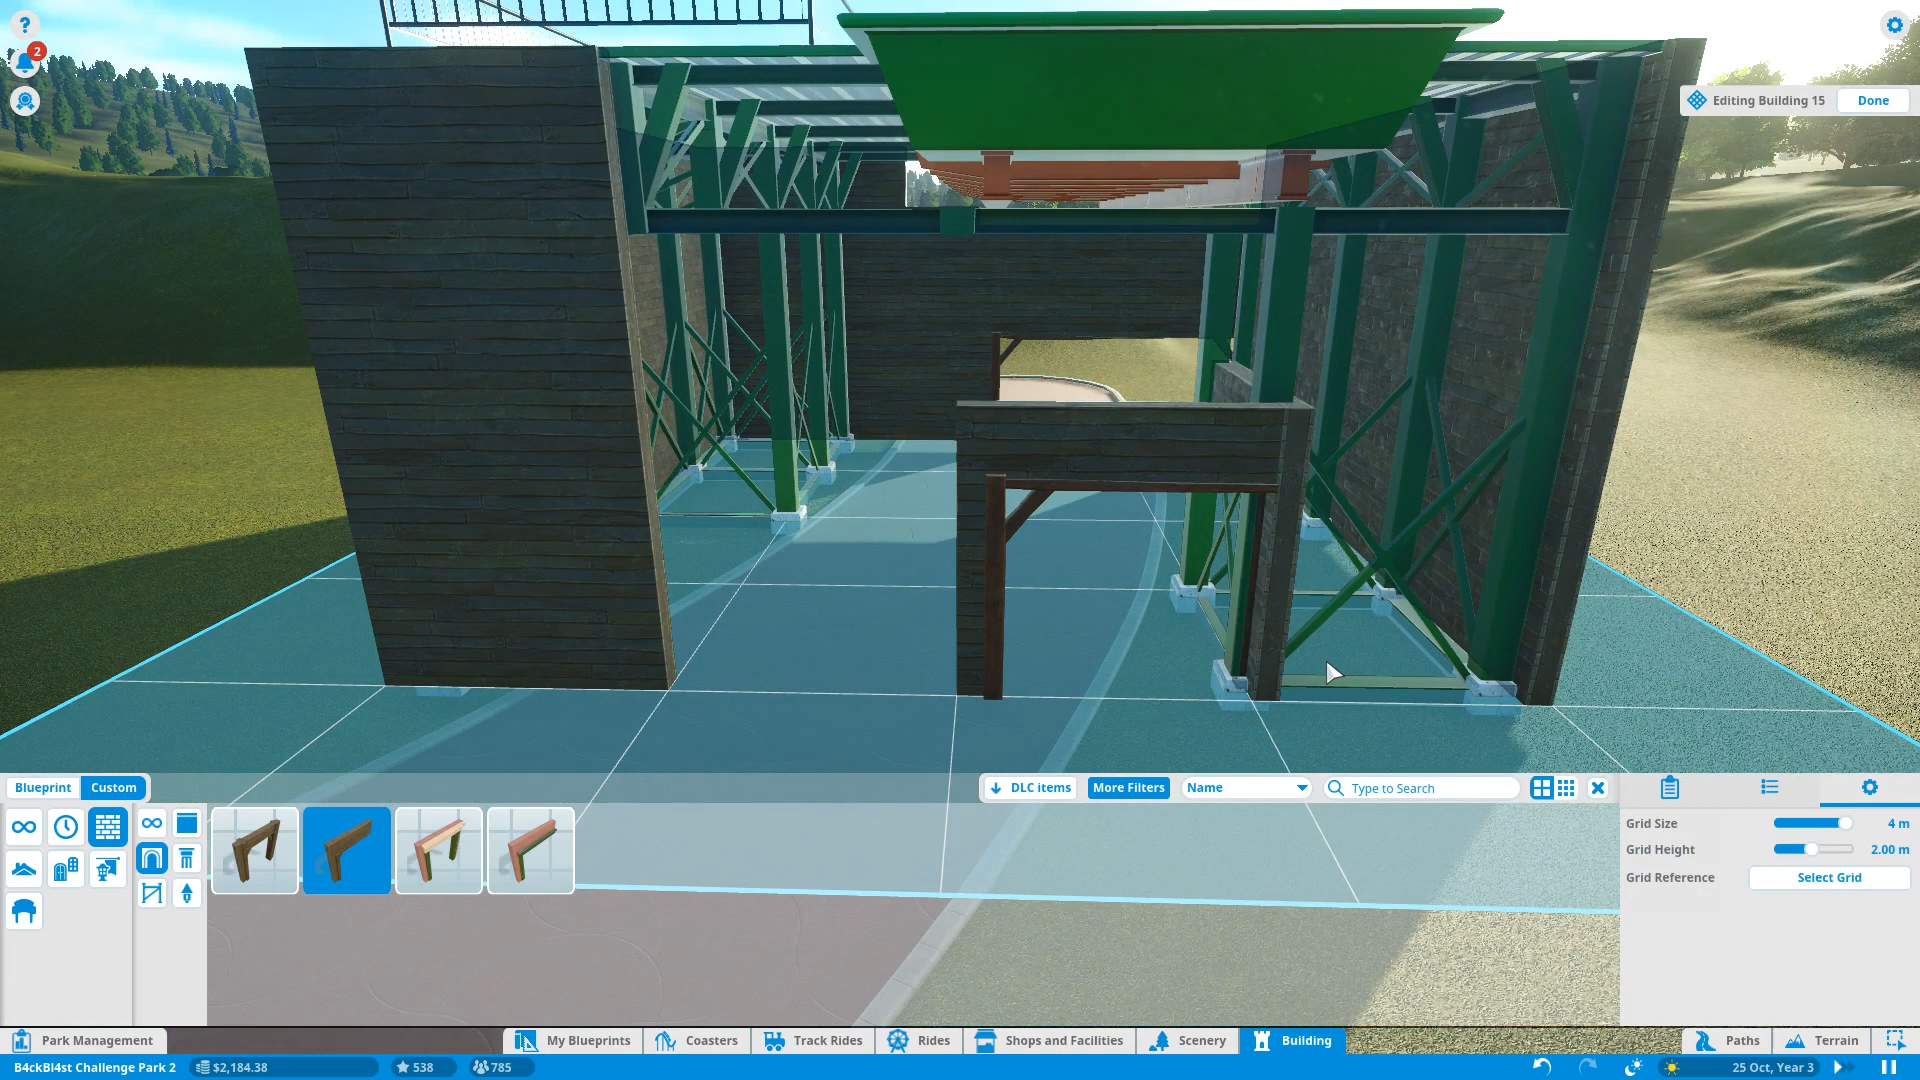 ?
2
Editing Building 15
Done
Blueprint
Custom
DLC items
More Filters
Name
Type to Search
Grid Size
4 m
Grid Height
2.00 m
Grid Reference
Select Grid
Park Management
My Blueprints
Coasters
Track Rides
Rides
Shops and Facilities
Scenery
Building
Paths
Terrain
B4ckBl4st Challenge Park 2
$2,184.38
538
785
25 Oct, Year 3